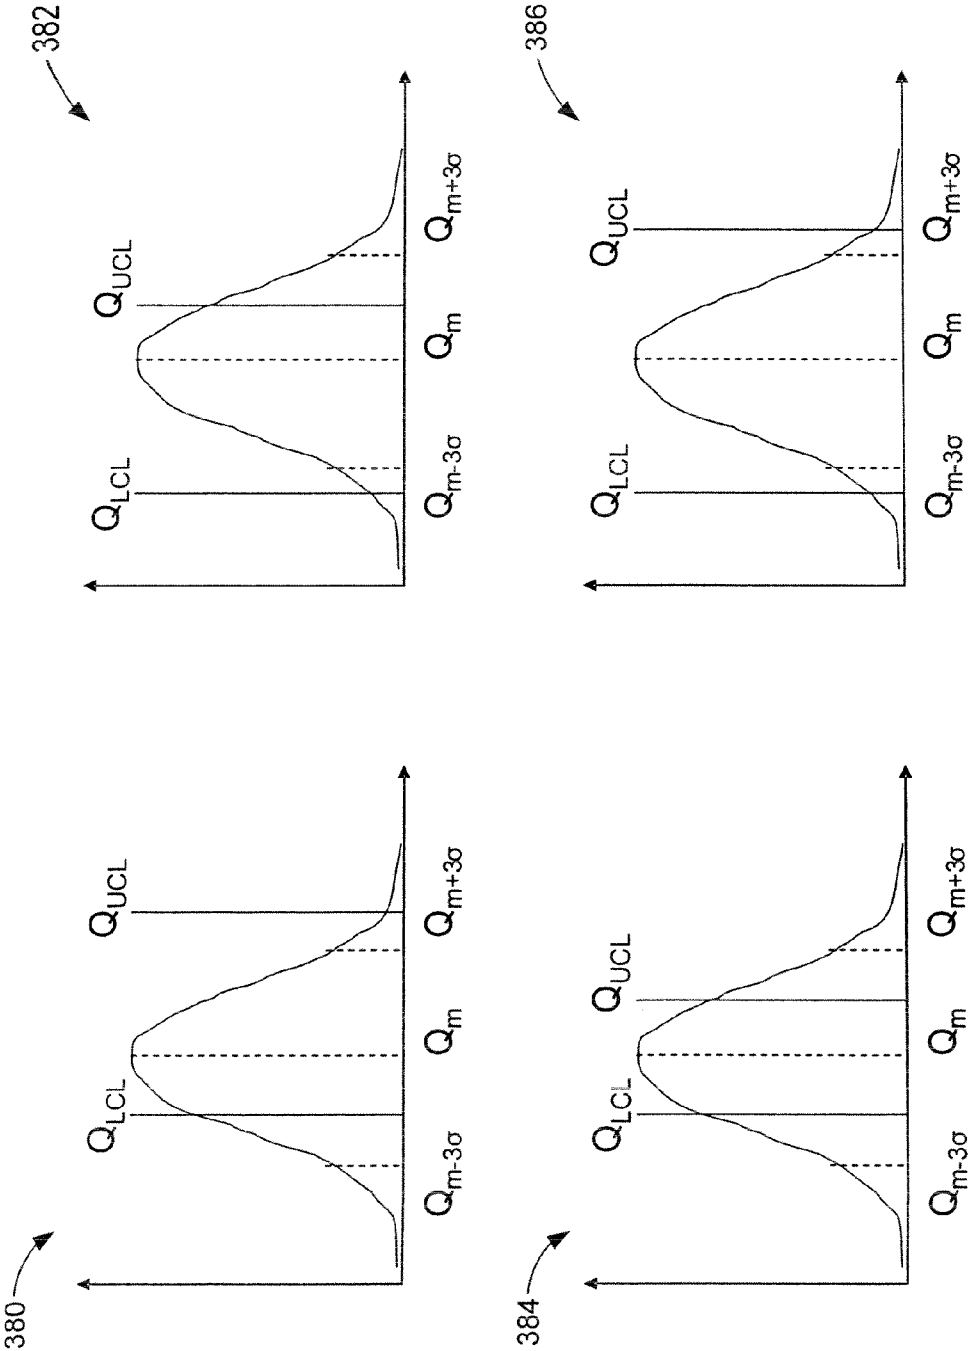 380
Q_LCL
Q_UCL
Q_m-3σ
Q_m
Q_m+3σ
382
Q_LCL
Q_UCL
Q_m-3σ
Q_m
Q_m+3σ
384
Q_LCL
Q_UCL
Q_m-3σ
Q_m
Q_m+3σ
386
Q_LCL
Q_UCL
Q_m-3σ
Q_m
Q_m+3σ